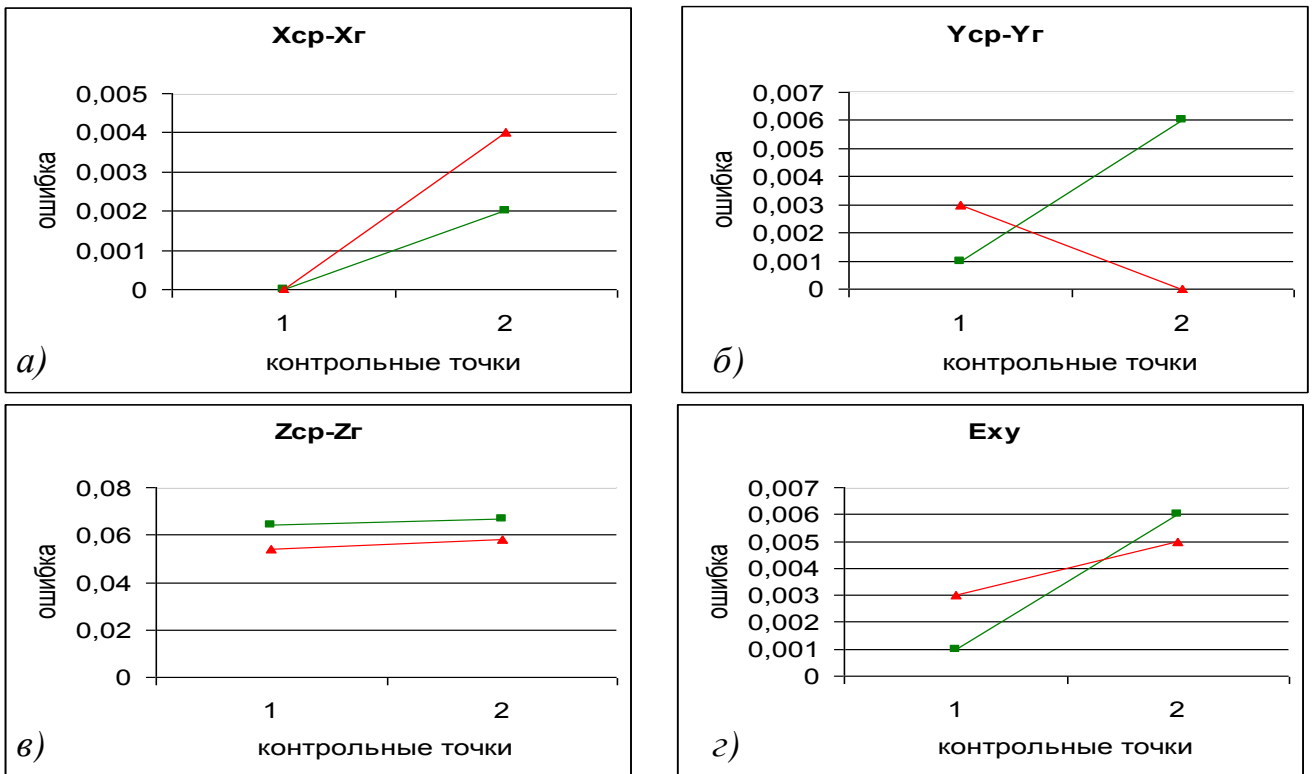 Xср-Xг
ошибка
0,005
0,004
0,003
0,002
0,001
0
1 2
контрольные точки
а)
Yср-Yг
ошибка
0,007
0,006
0,005
0,004
0,003
0,002
0,001
0
1 2
контрольные точки
б)
Zср-Zг
ошибка
0,08
0,06
0,04
0,02
0
1 2
контрольные точки
в)
Exy
ошибка
0,007
0,006
0,005
0,004
0,003
0,002
0,001
0
1 2
контрольные точки
г)